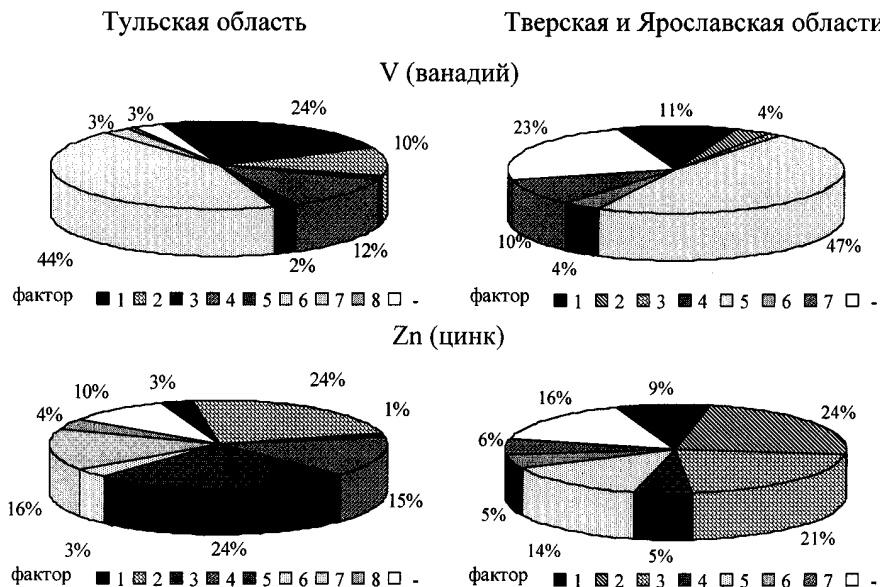 Тульская область
Тверская и Ярославская области
V (ванадий)
3% 3% 24% 10% 12% 2% 44%
11% 4% 47% 4% 10% 23%
фактор 1 2 3 4 5 6 7 8 -
фактор 1 2 3 4 5 6 7 -
Zn (цинк)
4% 10% 3% 24% 1% 15% 24% 3% 16%
16% 9% 24% 21% 5% 14% 5% 6%
фактор 1 2 3 4 5 6 7 8 -
фактор 1 2 3 4 5 6 7 -